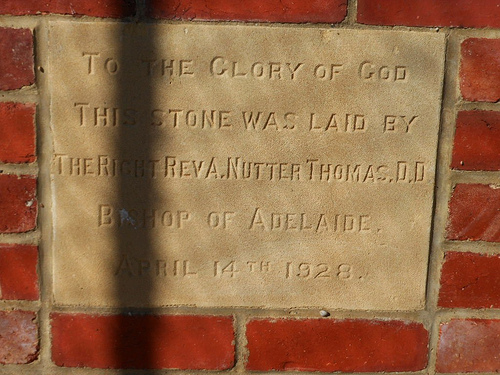 To the Glory of God
This stone was laid by
The Right Rev A. Nutter Thomas. D.D
Bishop of Adelaide.
April 14th 1928.